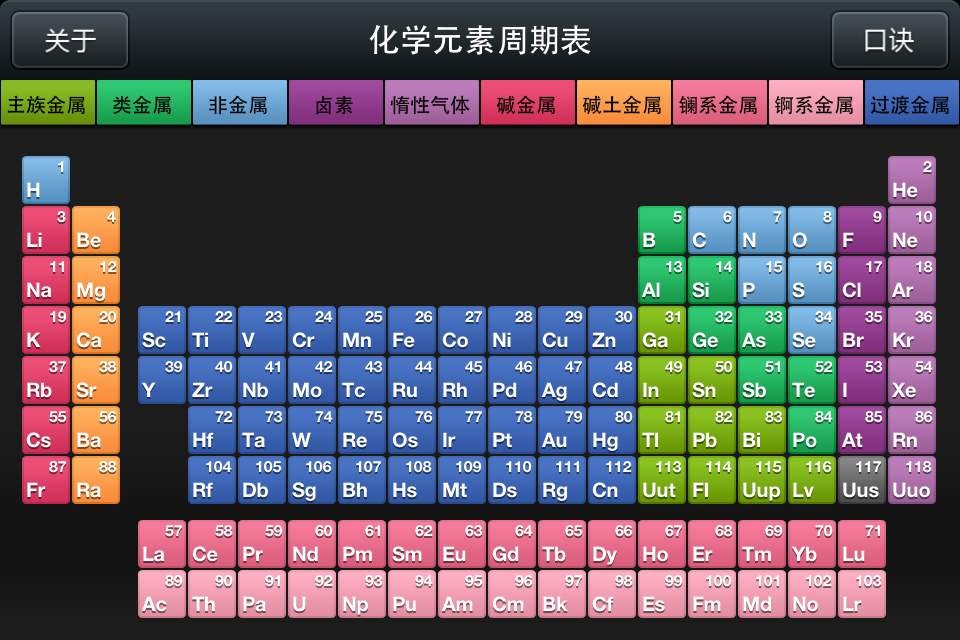 关于 化学元素周期表 口诀
主族金属 类金属 非金属 卤素 惰性气体 碱金属 碱土金属 镧系金属 锕系金属 过渡金属
1 2
H He
3 4 5 6 7 8 9 10
Li Be B C N O F Ne
11 12 13 14 15 16 17 18
Na Mg Al Si P S Cl Ar
19 20 21 22 23 24 25 26 27 28 29 30 31 32 33 34 35 36
K Ca Sc Ti V Cr Mn Fe Co Ni Cu Zn Ga Ge As Se Br Kr
37 38 39 40 41 42 43 44 45 46 47 48 49 50 51 52 53 54
Rb Sr Y Zr Nb Mo Tc Ru Rh Pd Ag Cd In Sn Sb Te I Xe
55 56 72 73 74 75 76 77 78 79 80 81 82 83 84 85 86
Cs Ba Hf Ta W Re Os Ir Pt Au Hg Tl Pb Bi Po At Rn
87 88 104 105 106 107 108 109 110 111 112 113 114 115 116 117 118
Fr Ra Rf Db Sg Bh Hs Mt Ds Rg Cn Uut Fl Uup Lv Uus Uuo
57 58 59 60 61 62 63 64 65 66 67 68 69 70 71
La Ce Pr Nd Pm Sm Eu Gd Tb Dy Ho Er Tm Yb Lu
89 90 91 92 93 94 95 96 97 98 99 100 101 102 103
Ac Th Pa U Np Pu Am Cm Bk Cf Es Fm Md No Lr